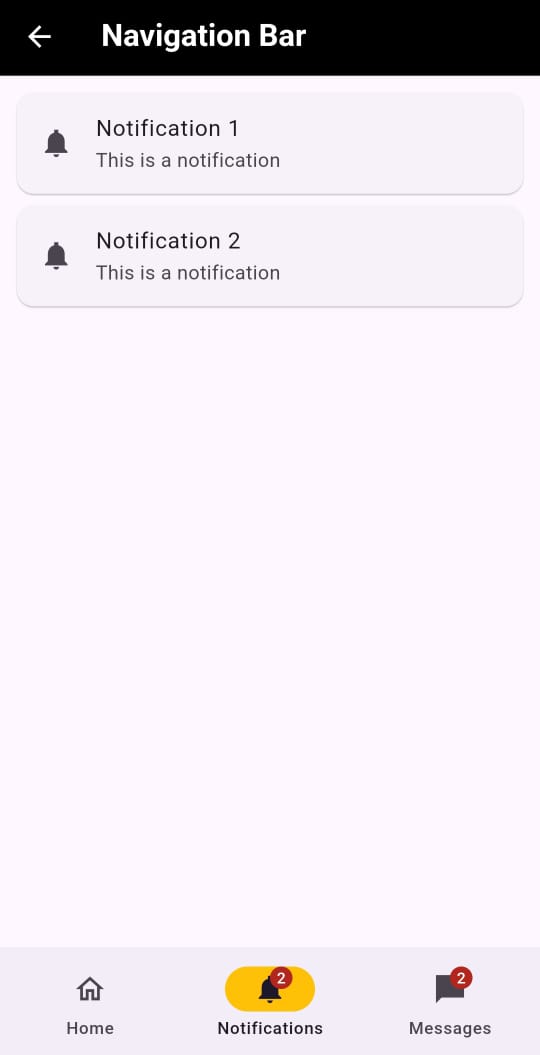 Navigation Bar
Notification 1
This is a notification
Notification 2
This is a notification
2
2
Home
Notifications
Messages